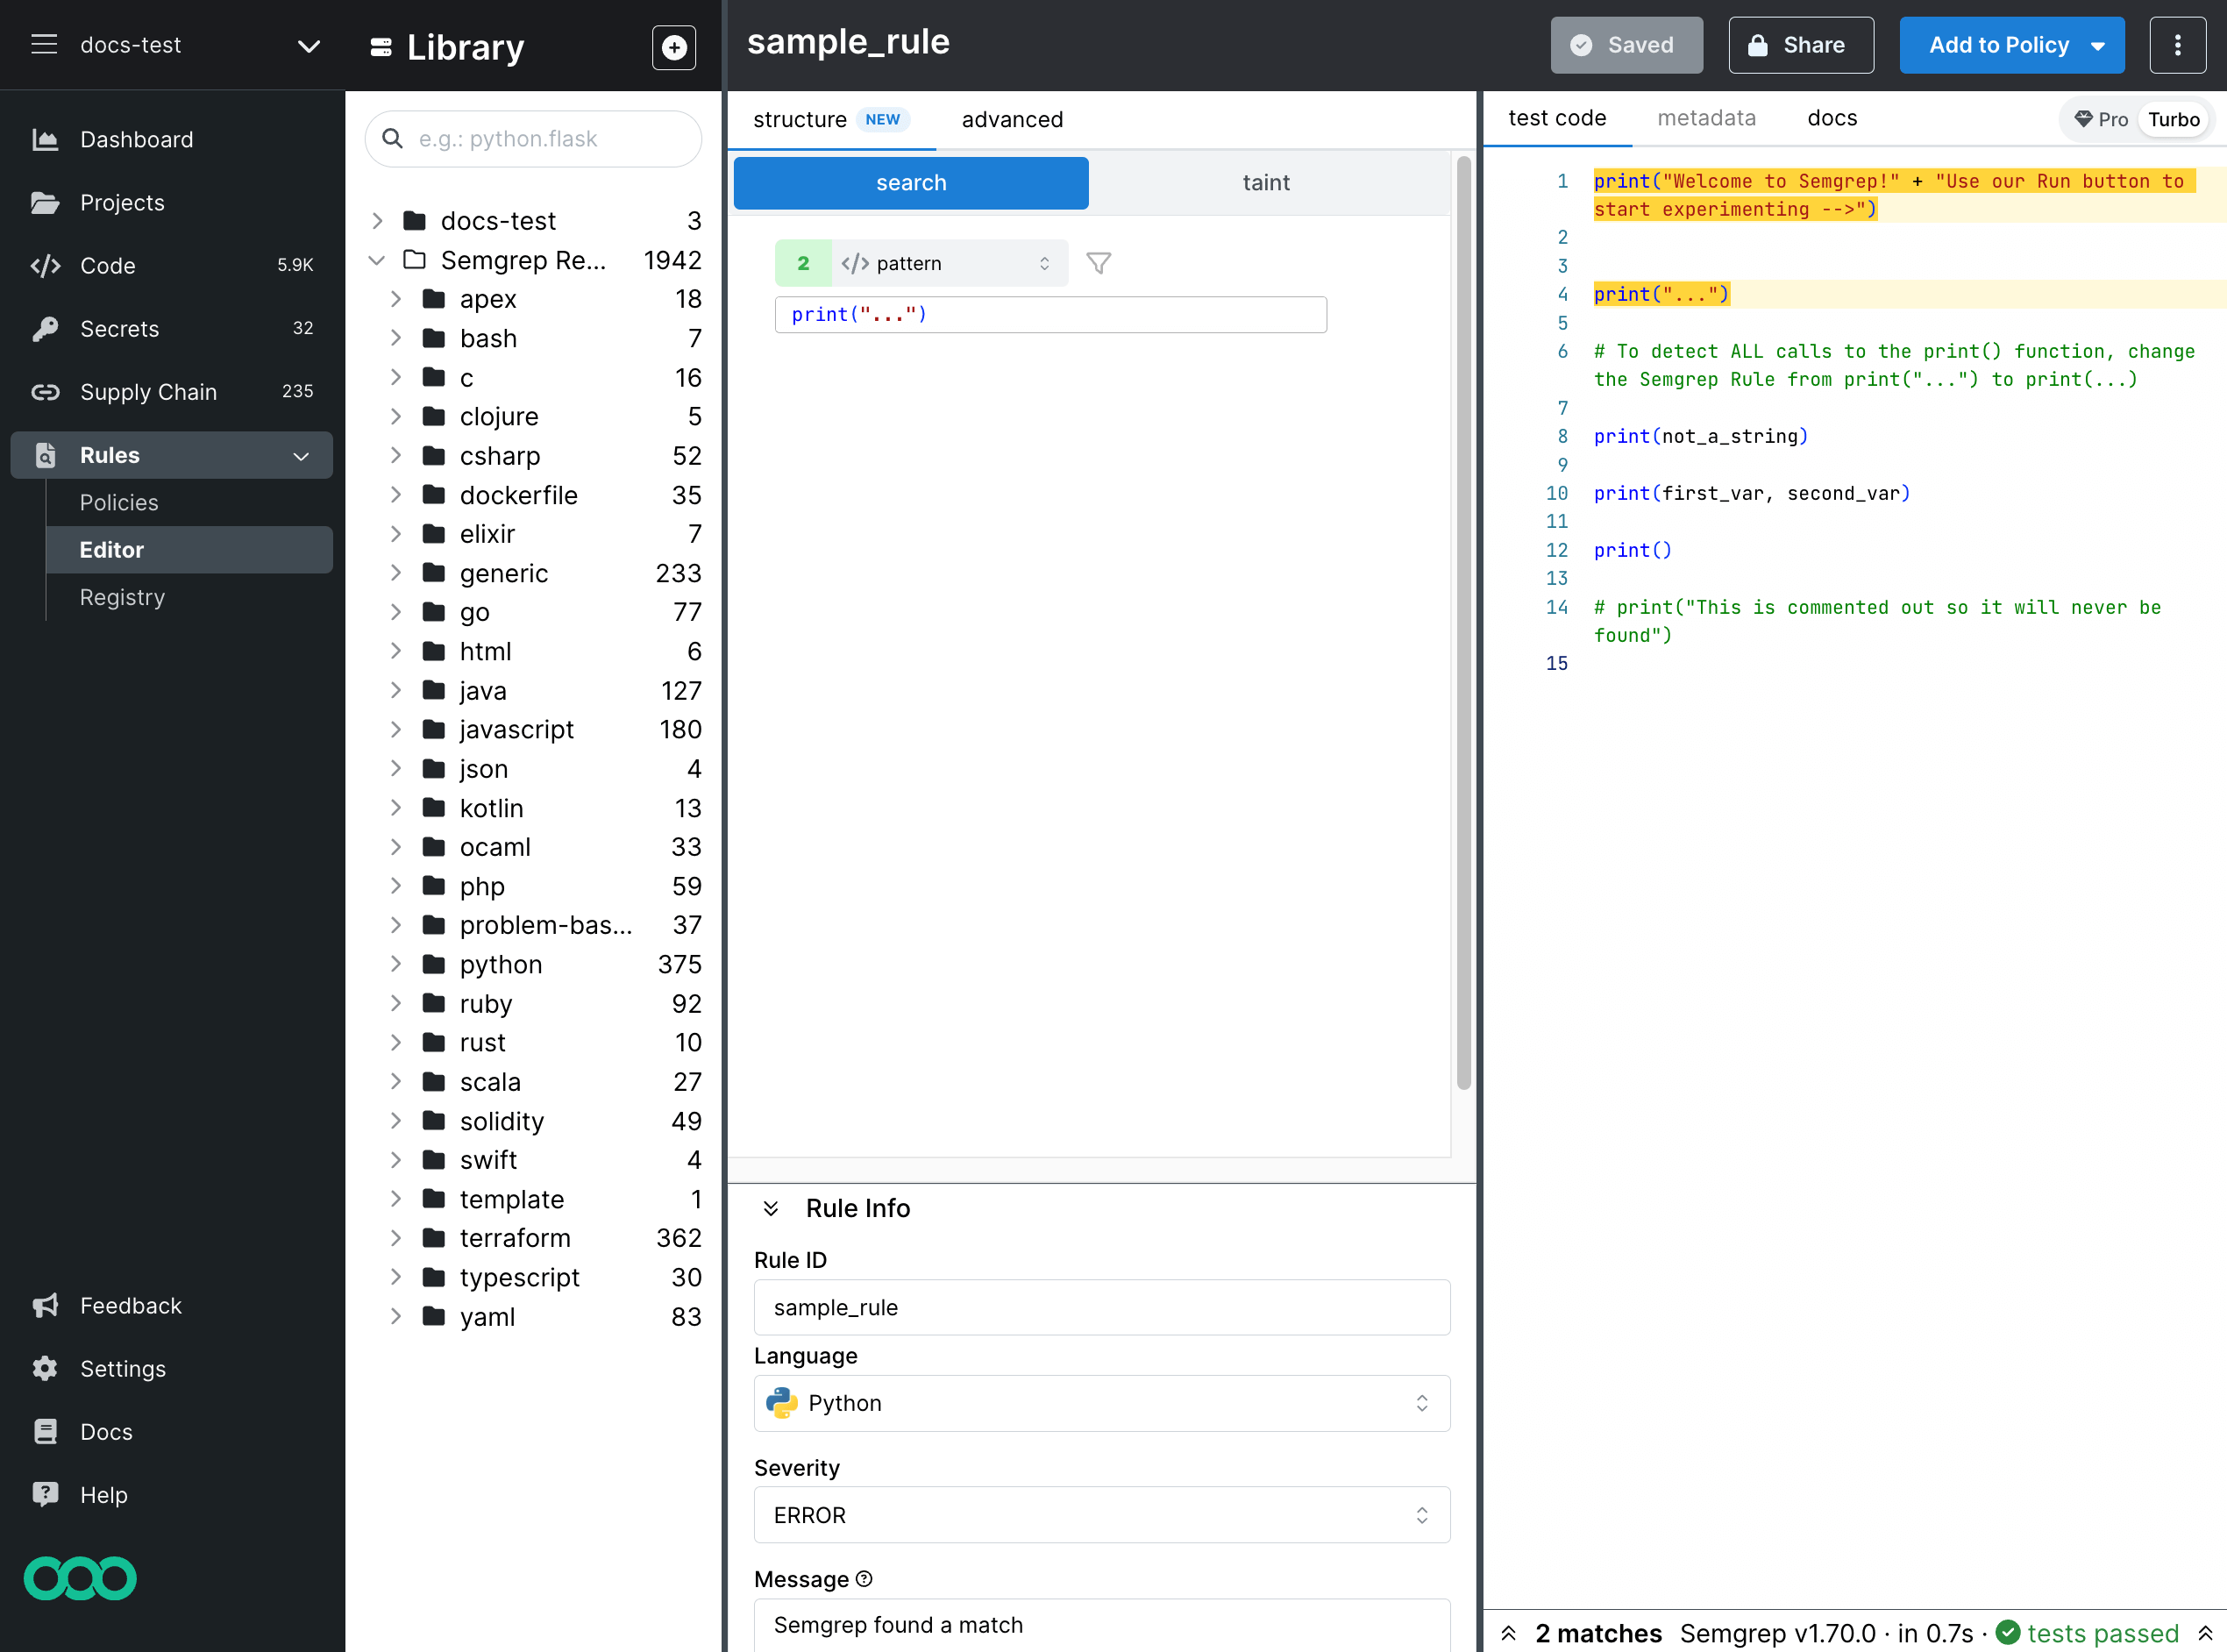 docs-test
Dashboard
Projects
Code 5.9K
Secrets 32
Supply Chain 235
Rules
Policies
Editor
Registry
Feedback
Settings
Docs
Help
Library
e.g.: python.flask
docs-test 3
Semgrep Re... 1942
apex 18
bash 7
c 16
clojure 5
csharp 52
dockerfile 35
elixir 7
generic 233
go 77
html 6
java 127
javascript 180
json 4
kotlin 13
ocaml 33
php 59
problem-bas... 37
python 375
ruby 92
rust 10
scala 27
solidity 49
swift 4
template 1
terraform 362
typescript 30
yaml 83
sample_rule
Saved
Share
Add to Policy
structure NEW advanced
search taint
2 </> pattern
print("...")
Rule Info
Rule ID
sample_rule
Language
Python
Severity
ERROR
Message
Semgrep found a match
test code metadata docs
Pro Turbo
1 print("Welcome to Semgrep!" + "Use our Run button to
start experimenting -->")
2
3
4 print("...")
5
6 # To detect ALL calls to the print() function, change
the Semgrep Rule from print("...") to print(...)
7
8 print(not_a_string)
9
10 print(first_var, second_var)
11
12 print()
13
14 # print("This is commented out so it will never be
found")
15
2 matches Semgrep v1.70.0 · in 0.7s · tests passed